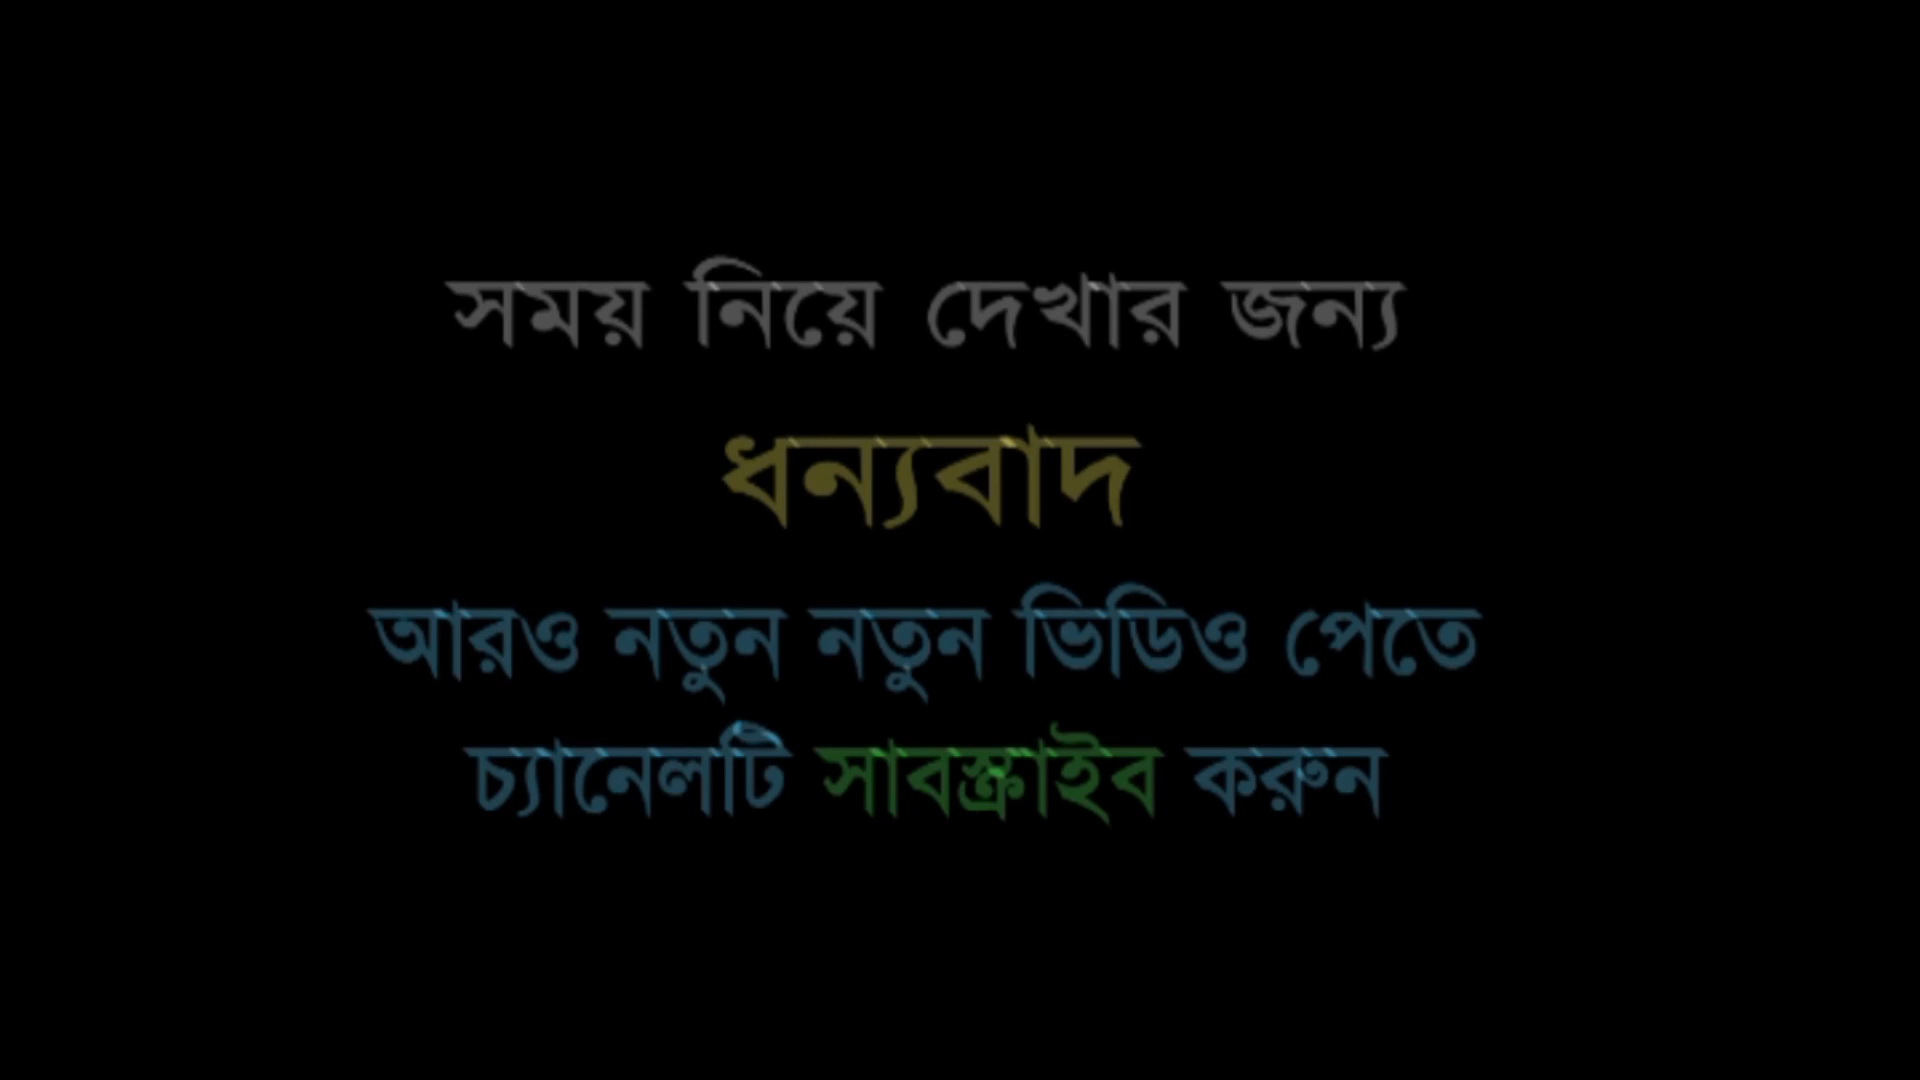 সময় নিয়ে দেখার জন্য
ধন্যবাদ
আরও নতুন নতুন ভিডিও পেতে
চ্যানেলটি সাবস্ক্রাইব করুন